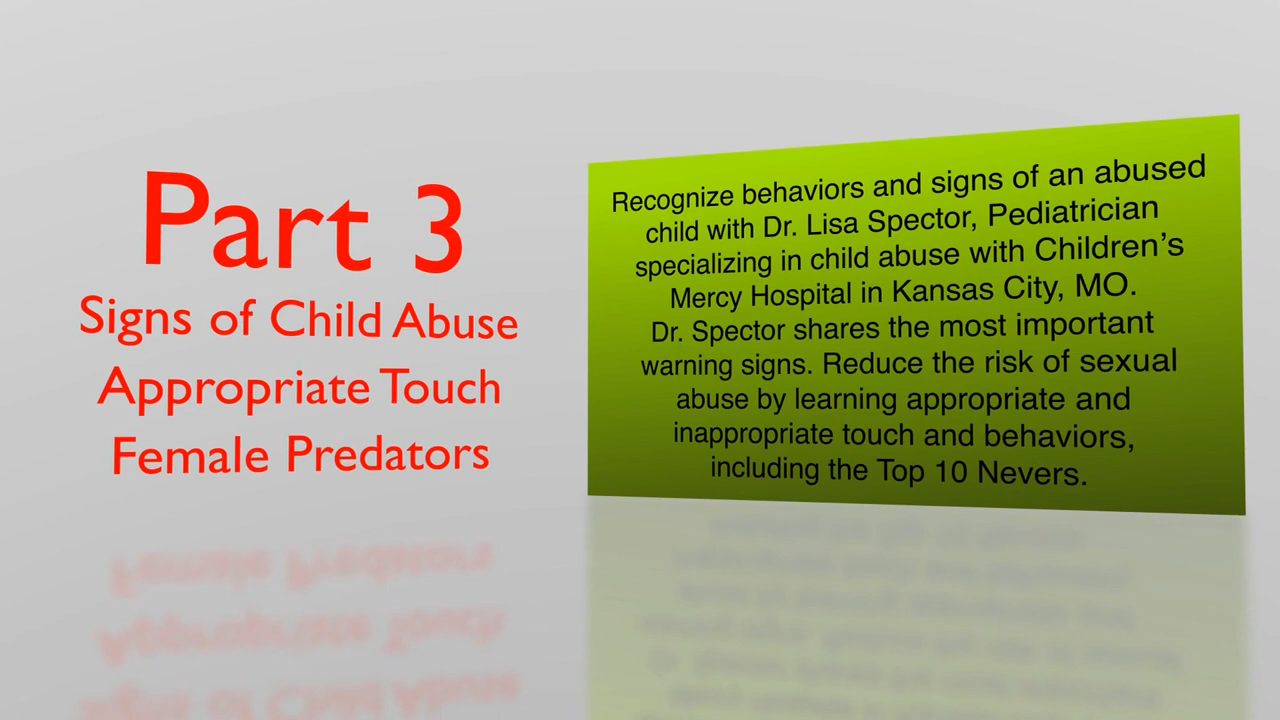 Part 3
Signs of Child Abuse
Appropriate Touch
Female Predators
Recognize behaviors and signs of an abused
child with Dr. Lisa Spector, Pediatrician
specializing in child abuse with Children’s
Mercy Hospital in Kansas City, MO.
Dr. Spector shares the most important
warning signs. Reduce the risk of sexual
abuse by learning appropriate and
inappropriate touch and behaviors,
including the Top 10 Nevers.